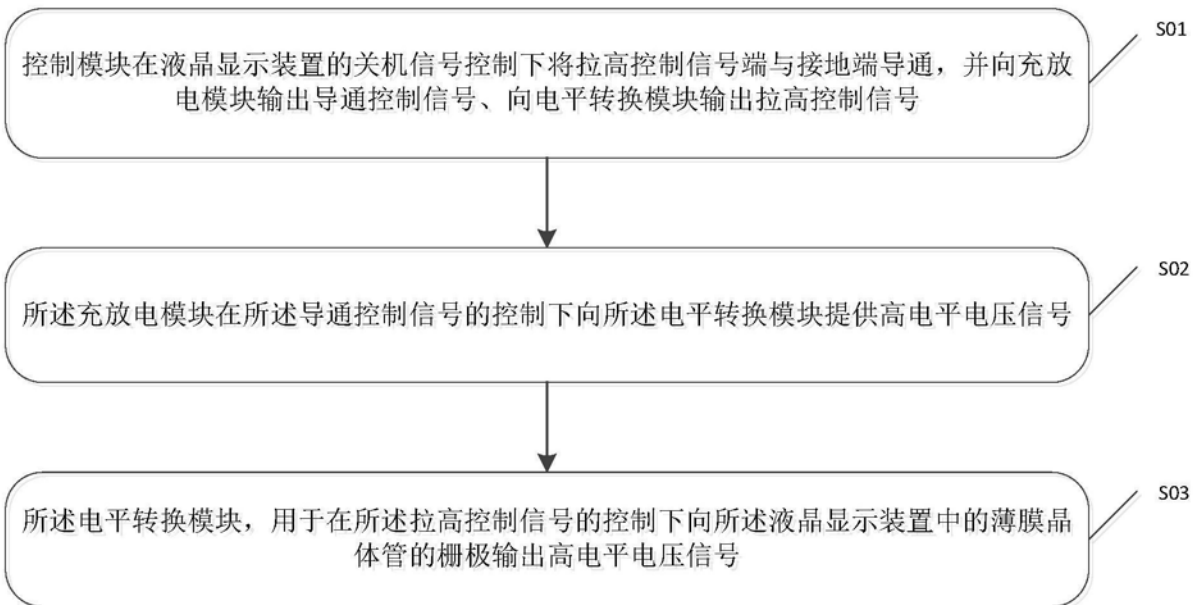 S01
控制模块在液晶显示装置的关机信号控制下将拉高控制信号端与接地端导通，并向充放
电模块输出导通控制信号、向电平转换模块输出拉高控制信号
S02
所述充放电模块在所述导通控制信号的控制下向所述电平转换模块提供高电平电压信号
S03
所述电平转换模块，用于在所述拉高控制信号的控制下向所述液晶显示装置中的薄膜晶
体管的栅极输出高电平电压信号